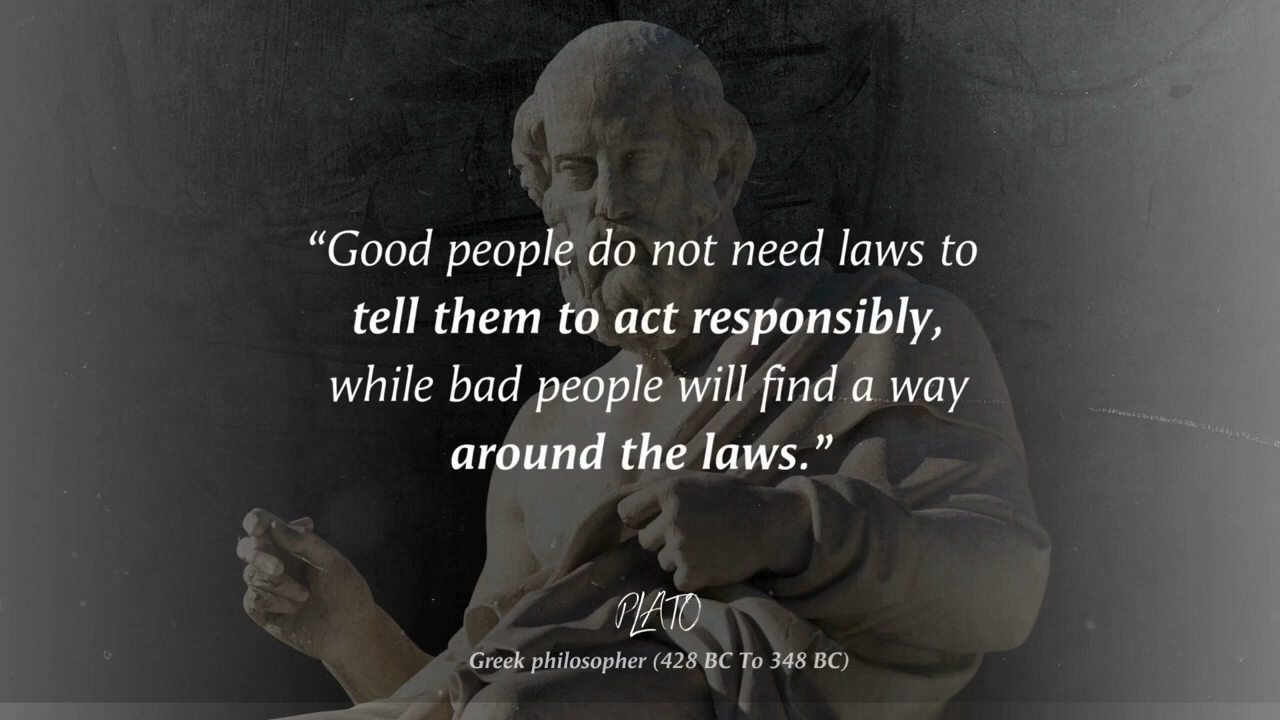 “Good people do not need laws to
tell them to act responsibly,
while bad people will find a way
around the laws.”
PLATO
Greek philosopher (428 BC To 348 BC)